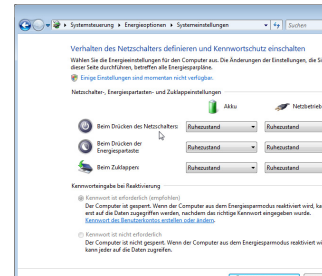 Systemsteuerung ▸ Energieoptionen ▸ Systemeinstellungen
Suchen
Verhalten des Netzschalters definieren und Kennwortschutz einschalten
Wählen Sie die Energieeinstellungen für den Computer aus. Die Änderungen der Einstellungen, die Si
dieser Seite durchführen, betreffen alle Energiesparpläne.
Einige Einstellungen sind momentan nicht verfügbar.
Netzschalter-, Energiespartasten- und Zuklappeinstellungen
Akku
Netzbetrieb
Beim Drücken des Netzschalters:
Ruhezustand
Ruhezustand
Beim Drücken der
Energiespartaste:
Ruhezustand
Ruhezustand
Beim Zuklappen:
Ruhezustand
Ruhezustand
Kennworteingabe bei Reaktivierung
Kennwort ist erforderlich (empfohlen)
Der Computer ist gesperrt. Wenn der Computer aus dem Energiesparmodus reaktiviert wird, ka
erst auf die Daten zugegriffen werden, nachdem das richtige Kennwort eingegeben wurde.
Kennwort des Benutzerkontos erstellen oder ändern.
Kennwort ist nicht erforderlich
Der Computer ist nicht gesperrt. Wenn der Computer aus dem Energiesparmodus reaktiviert wi
kann jeder auf die Daten zugreifen.